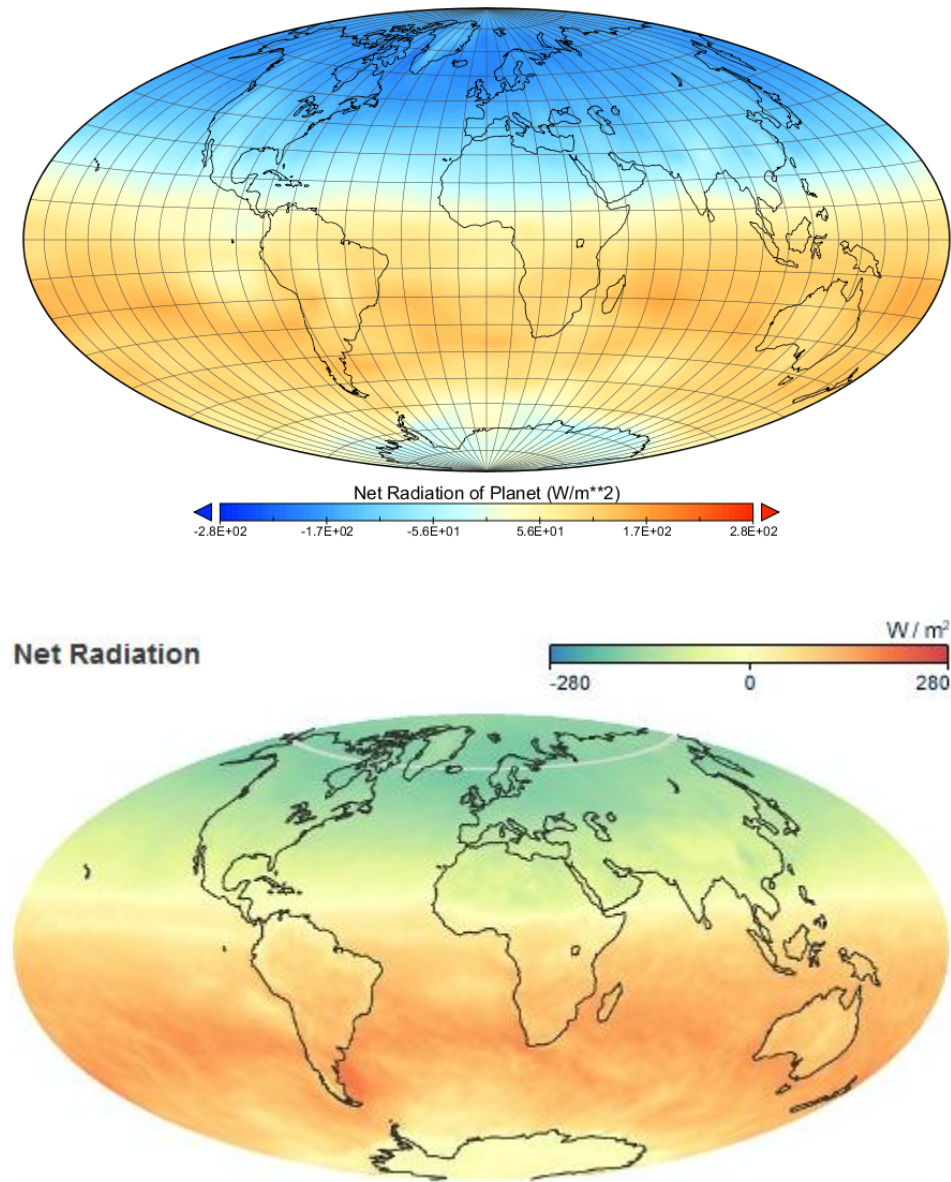 Net Radiation of Planet (W/m**2)
-2.8E+02 -1.7E+02 -5.6E+01 5.6E+01 1.7E+02 2.8E+02
W / m²
Net Radiation
-280 0 280